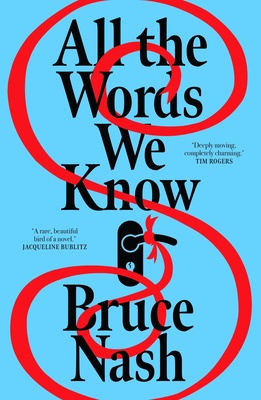 All the
Words
We
Know
"Deeply moving,
completely charming."
TIM ROGERS
"A rare, beautiful
bird of a novel."
JACQUELINE BUBLITZ
Bruce
Nash